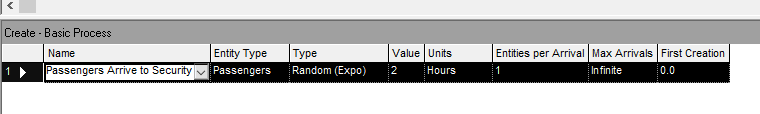 Create - Basic Process
Name Entity Type Type Value Units Entities per Arrival Max Arrivals First Creation
1 Passengers Arrive to Security Passengers Random (Expo) 2 Hours 1 Infinite 0.0